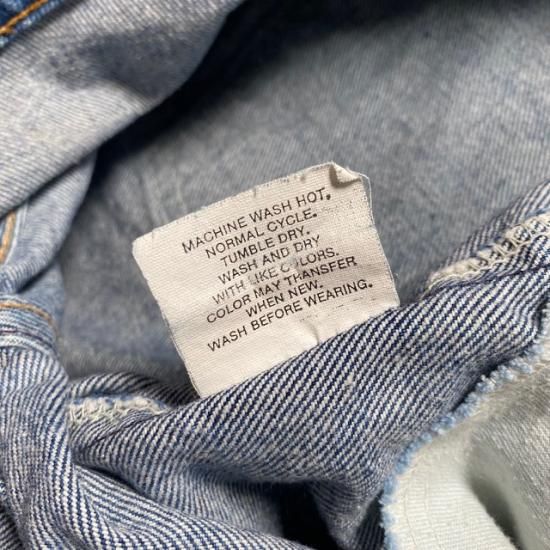 MACHINE WASH HOT.
NORMAL CYCLE.
TUMBLE DRY.
WASH AND DRY
WITH LIKE COLORS.
COLOR MAY TRANSFER
WHEN NEW.
WASH BEFORE WEARING.